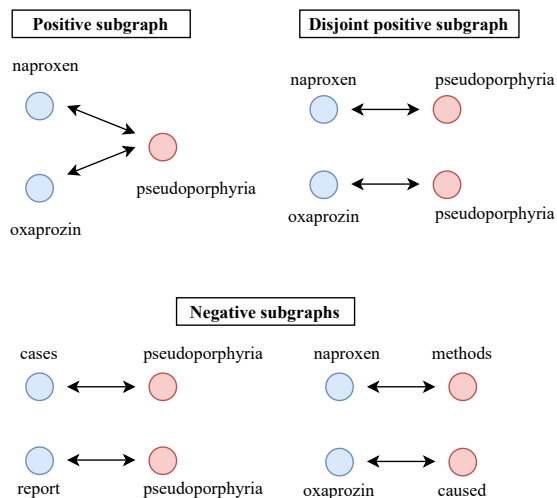 Positive subgraph
naproxen
oxaprozin
pseudoporphyria
Disjoint positive subgraph
naproxen pseudoporphyria
oxaprozin pseudoporphyria
Negative subgraphs
cases pseudoporphyria
report pseudoporphyria
naproxen methods
oxaprozin caused